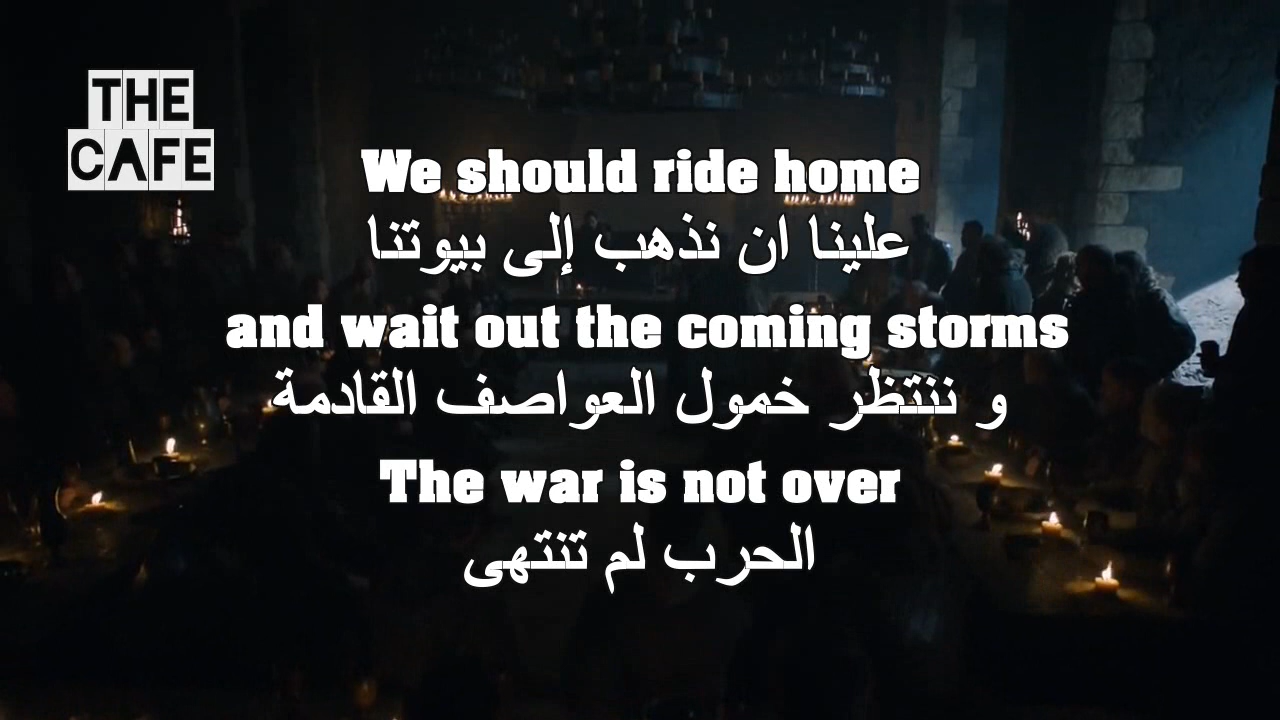 THE
CAFE
We should ride home
علينا ان نذهب إلى بيوتنا
and wait out the coming storms
و ننتظر خمول العواصف القادمة
The war is not over
الحرب لم تنتهى